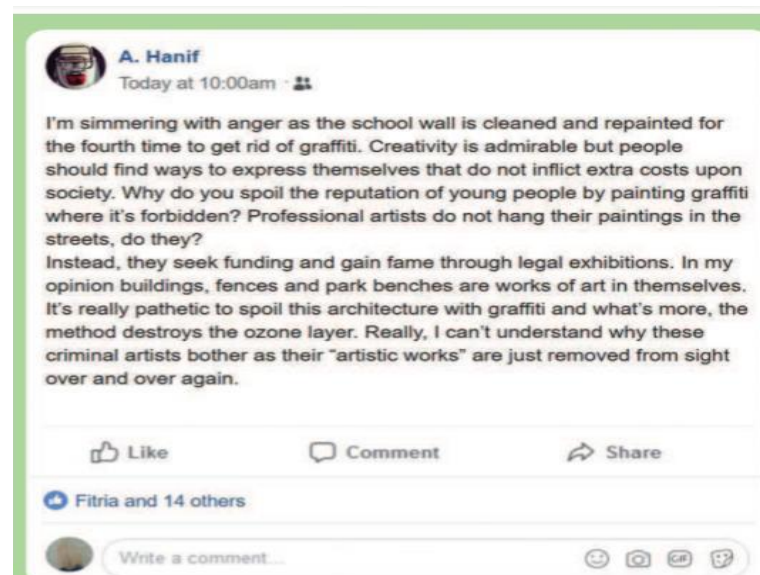 A. Hanif
Today at 10:00am
I'm simmering with anger as the school wall is cleaned and repainted for
the fourth time to get rid of graffiti. Creativity is admirable but people
should find ways to express themselves that do not inflict extra costs upon
society. Why do you spoil the reputation of young people by painting graffiti
where it's forbidden? Professional artists do not hang their paintings in the
streets, do they?
Instead, they seek funding and gain fame through legal exhibitions. In my
opinion buildings, fences and park benches are works of art in themselves.
It's really pathetic to spoil this architecture with graffiti and what's more, the
method destroys the ozone layer. Really, I can't understand why these
criminal artists bother as their "artistic works" are just removed from sight
over and over again.
Like Comment Share
Fitria and 14 others
Write a comment... GIF